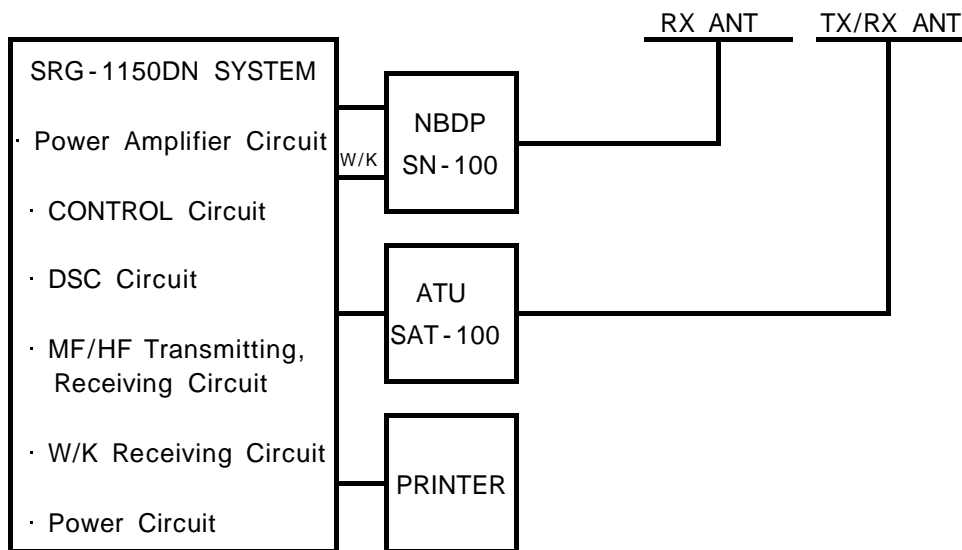 RX ANT
TX/RX ANT
SRG-1150DN SYSTEM
· Power Amplifier Circuit
· CONTROL Circuit
· DSC Circuit
· MF/HF Transmitting,
Receiving Circuit
· W/K Receiving Circuit
· Power Circuit
W/K
NBDP
SN-100
ATU
SAT-100
PRINTER